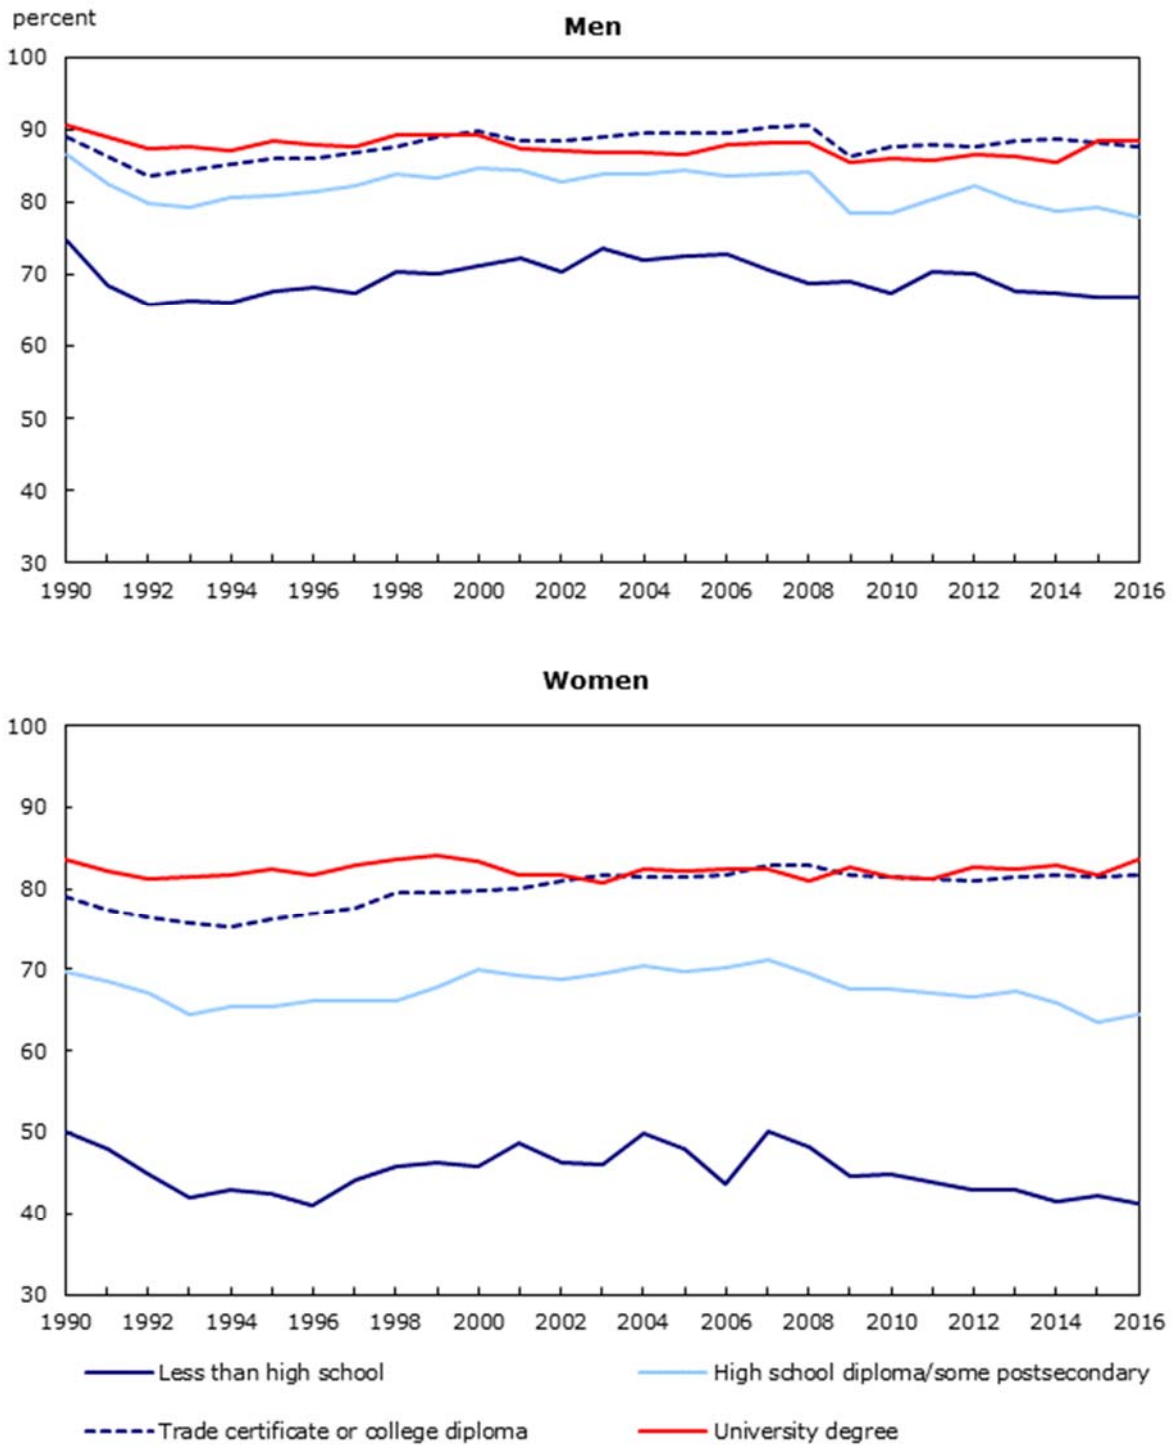 percent
Men
100
90
80
70
60
50
40
30
1990 1992 1994 1996 1998 2000 2002 2004 2006 2008 2010 2012 2014 2016
Women
100
90
80
70
60
50
40
30
1990 1992 1994 1996 1998 2000 2002 2004 2006 2008 2010 2012 2014 2016
Less than high school High school diploma/some postsecondary
Trade certificate or college diploma University degree